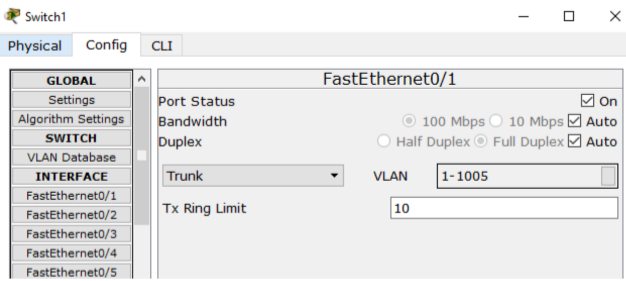 Switch1
Physical Config CLI
GLOBAL
Settings
Algorithm Settings
SWITCH
VLAN Database
INTERFACE
FastEthernet0/1
FastEthernet0/2
FastEthernet0/3
FastEthernet0/4
FastEthernet0/5
FastEthernet0/1
Port Status On
Bandwidth 100 Mbps 10 Mbps Auto
Duplex Half Duplex Full Duplex Auto
Trunk VLAN 1-1005
Tx Ring Limit 10